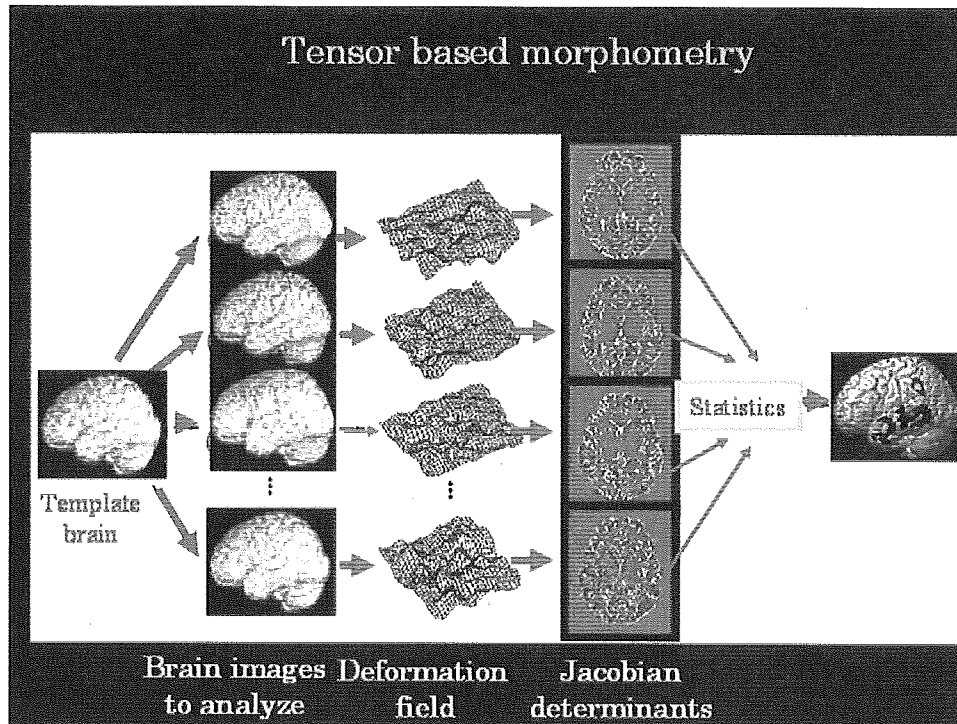 Tensor based morphometry
Statistics
Template
brain
Brain images
to analyze
Deformation
field
Jacobian
determinants